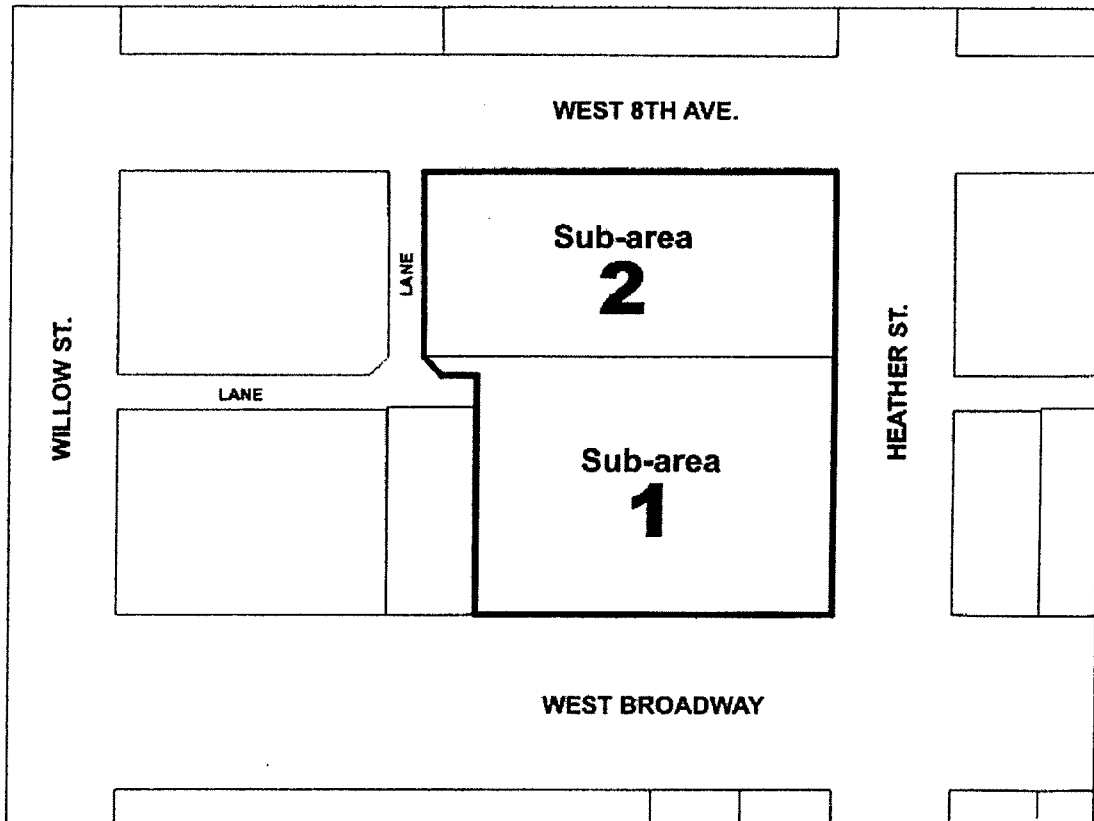 WEST 8TH AVE.
Sub-area
2
LANE
WILLOW ST.
HEATHER ST.
LANE
Sub-area
1
WEST BROADWAY